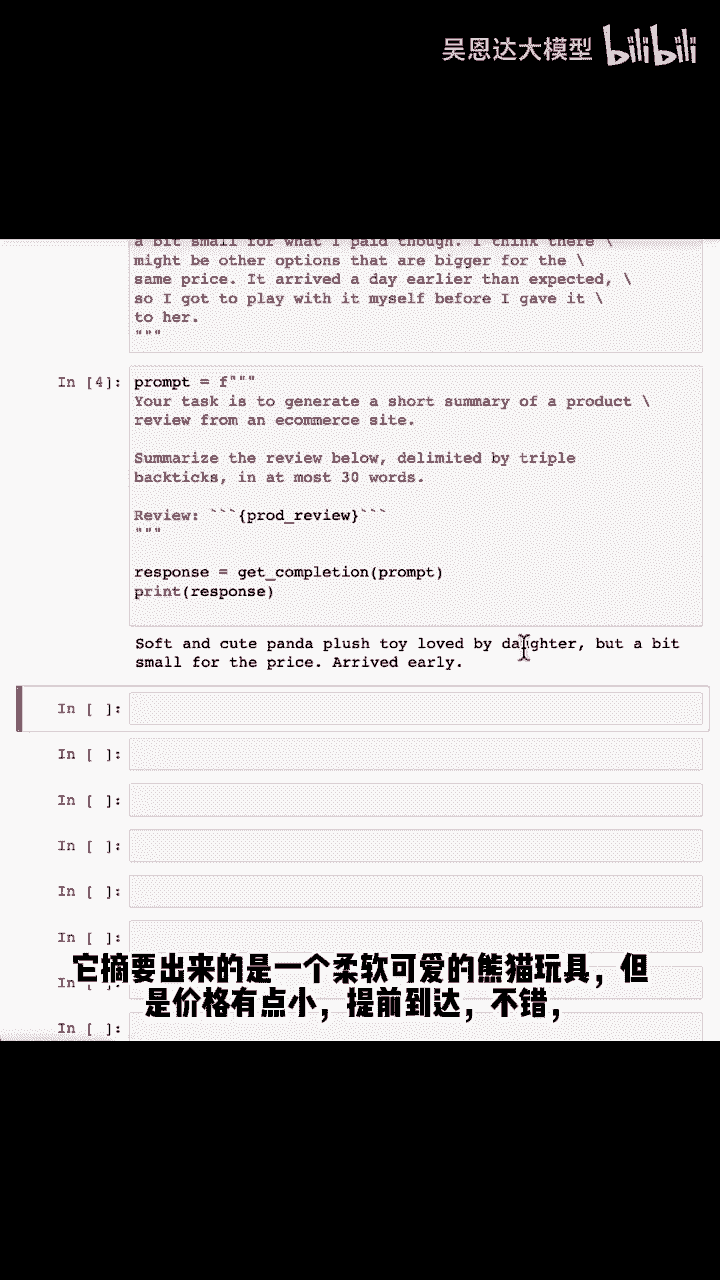 吴恩达大模型 bilibili
a bit small for what I paid though. I think there \
might be other options that are bigger for the \
same price. It arrived a day earlier than expected, \
so I got to play with it myself before I gave it \
to her.
"""
In [4]: prompt = f"""
Your task is to generate a short summary of a product \
review from an ecommerce site.
Summarize the review below, delimited by triple
backticks, in at most 30 words.
Review: ```{prod_review}```
"""
response = get_completion(prompt)
print(response)
Soft and cute panda plush toy loved by daughter, but a bit
small for the price. Arrived early.
In [ ]:
In [ ]:
In [ ]:
In [ ]:
In [ ]:
In [ ]:
In [ ]:
In [ ]:
它摘要出来的是一个柔软可爱的熊猫玩具，但
是价格有点小，提前到达，不错，